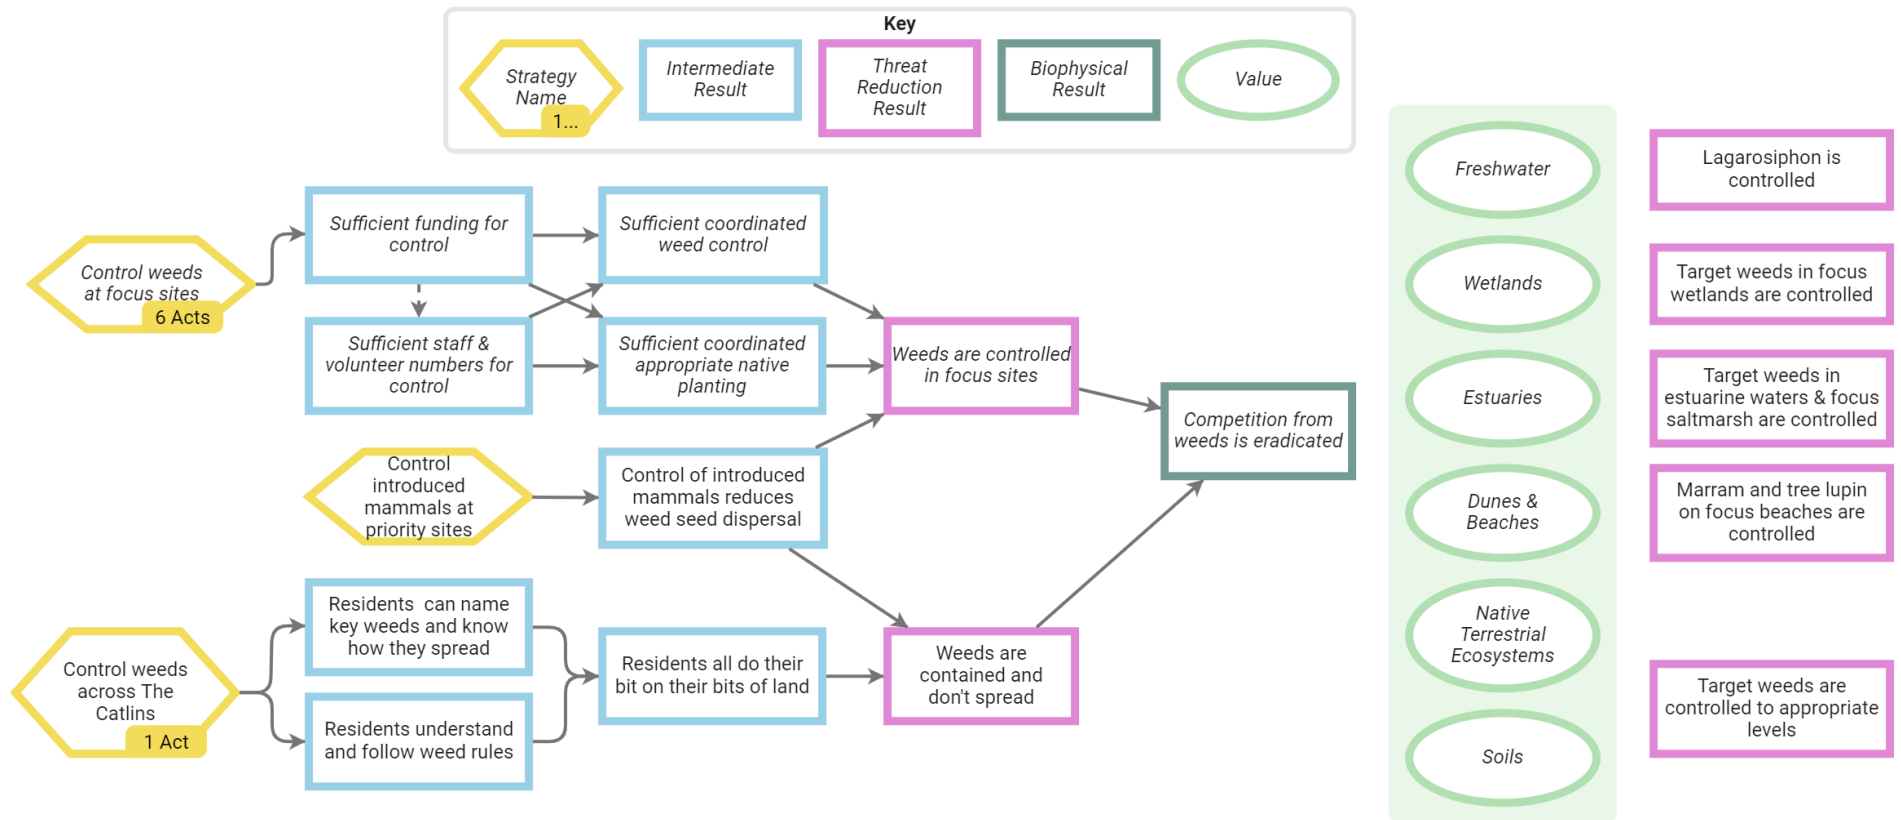 Key
Strategy
Name
1...
Intermediate
Result
Threat
Reduction
Result
Biophysical
Result
Value
Control weeds
at focus sites
6 Acts
Sufficient funding for
control
Sufficient coordinated
weed control
Sufficient staff &
volunteer numbers for
control
Sufficient coordinated
appropriate native
planting
Weeds are controlled
in focus sites
Competition from
weeds is eradicated
Control
introduced
mammals at
priority sites
Control of introduced
mammals reduces
weed seed dispersal
Control weeds
across The
Catlins
1 Act
Residents can name
key weeds and know
how they spread
Residents understand
and follow weed rules
Residents all do their
bit on their bits of land
Weeds are
contained and
don't spread
Freshwater
Lagarosiphon is
controlled
Wetlands
Target weeds in focus
wetlands are controlled
Estuaries
Target weeds in
estuarine waters & focus
saltmarsh are controlled
Dunes &
Beaches
Marram and tree lupin
on focus beaches are
controlled
Native
Terrestrial
Ecosystems
Target weeds are
controlled to appropriate
levels
Soils